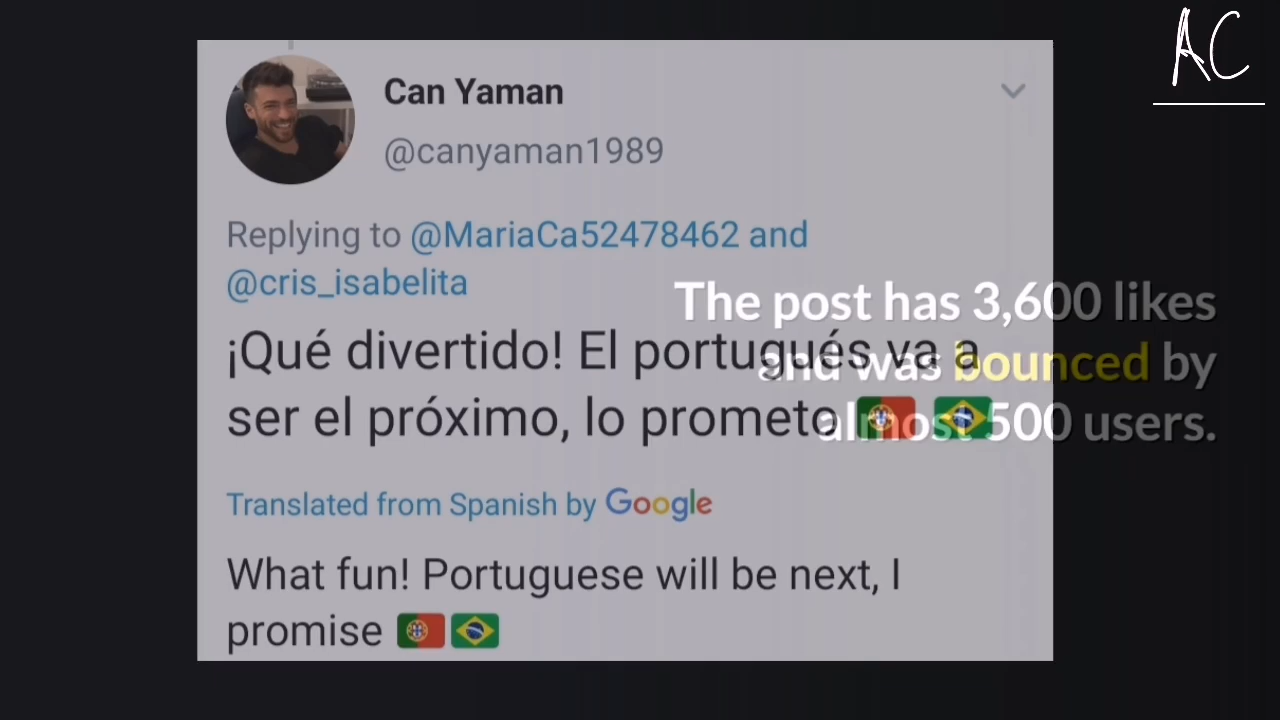 AC
Can Yaman
@canyaman1989
Replying to @MariaCa52478462 and
@cris_isabelita
The post has 3,600 likes
and was bounced by
almost 500 users.
¡Qué divertido! El portugués va a
ser el próximo, lo prometo
Translated from Spanish by Google
What fun! Portuguese will be next, I
promise